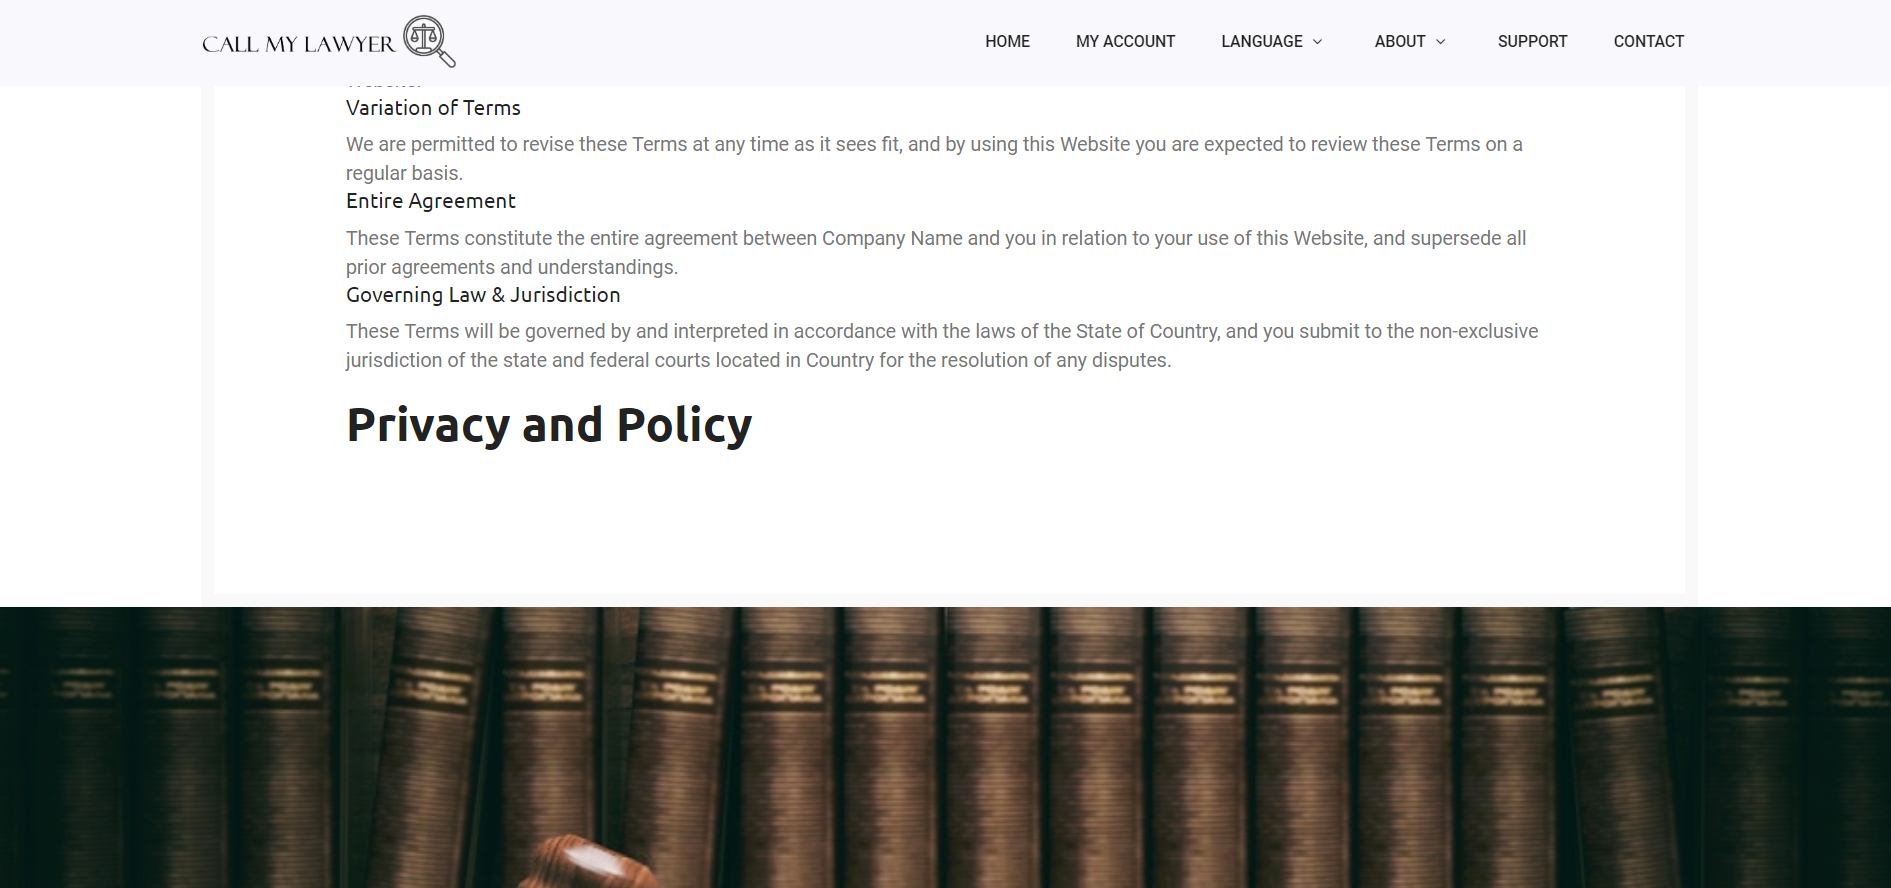 CALL MY LAWYER
HOME
MY ACCOUNT
LANGUAGE
ABOUT
SUPPORT
CONTACT
Variation of Terms
We are permitted to revise these Terms at any time as it sees fit, and by using this Website you are expected to review these Terms on a
regular basis.
Entire Agreement
These Terms constitute the entire agreement between Company Name and you in relation to your use of this Website, and supersede all
prior agreements and understandings.
Governing Law & Jurisdiction
These Terms will be governed by and interpreted in accordance with the laws of the State of Country, and you submit to the non-exclusive
jurisdiction of the state and federal courts located in Country for the resolution of any disputes.
Privacy and Policy